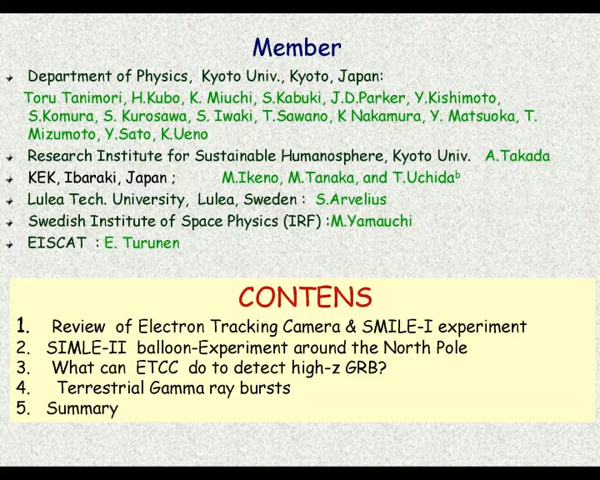 Member
Department of Physics, Kyoto Univ., Kyoto, Japan:
Toru Tanimori, H.Kubo, K. Miuchi, S.Kabuki, J.D.Parker, Y.Kishimoto,
S.Komura, S. Kurosawa, S. Iwaki, T.Sawano, K Nakamura, Y. Matsuoka, T.
Mizumoto, Y.Sato, K.Ueno
Research Institute for Sustainable Humanosphere, Kyoto Univ. A.Takada
KEK, Ibaraki, Japan ; M.Ikeno, M.Tanaka, and T.Uchidaᵇ
Lulea Tech. University, Lulea, Sweden : S.Arvelius
Swedish Institute of Space Physics (IRF) :M.Yamauchi
EISCAT : E. Turunen
CONTENS
1. Review of Electron Tracking Camera & SMILE-I experiment
2. SIMLE-II balloon-Experiment around the North Pole
3. What can ETCC do to detect high-z GRB?
4. Terrestrial Gamma ray bursts
5. Summary